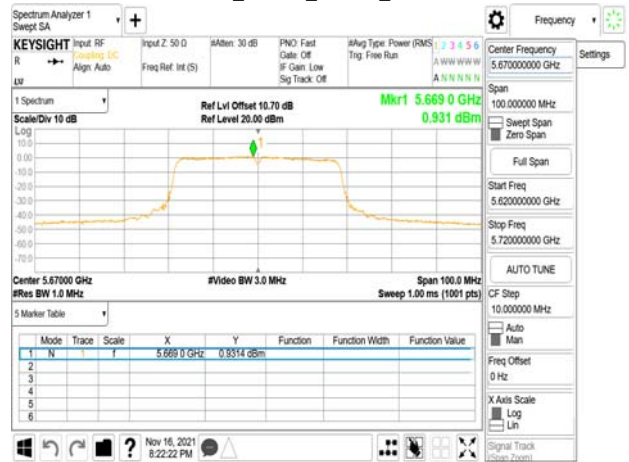 Spectrum Analyzer 1
Swept SA
Frequency
KEYSIGHT Input: RF Input Z: 50 Ω #Atten: 30 dB PNO: Fast #Avg Type: Power (RMS 1 2 3 4 5 6
R Coupling: DC Gate: Off Trig: Free Run A W W W W W
Align: Auto Freq Ref: Int (S) IF Gain: Low
Sig Track: Off A N N N N N
Center Frequency
5.670000000 GHz
Settings
Span
100.000000 MHz
Swept Span
Zero Span
Full Span
Start Freq
5.620000000 GHz
Stop Freq
5.720000000 GHz
AUTO TUNE
CF Step
10.000000 MHz
Auto
Man
Freq Offset
0 Hz
X Axis Scale
Log
Lin
Signal Track
(Span Zoom)
1 Spectrum
Ref Lvl Offset 10.70 dB
Mkr1 5.669 0 GHz
Scale/Div 10 dB
Ref Level 20.00 dBm
0.931 dBm
Log
10.0
0.00
-10.0
-20.0
-30.0
-40.0
-50.0
-60.0
-70.0
1
Center 5.67000 GHz #Video BW 3.0 MHz Span 100.0 MHz
#Res BW 1.0 MHz Sweep 1.00 ms (1001 pts)
5 Marker Table
Mode Trace Scale X Y Function Function Width Function Value
1 N 1 f 5.669 0 GHz 0.9314 dBm
2
3
4
5
6
Nov 16, 2021
8:22:22 PM